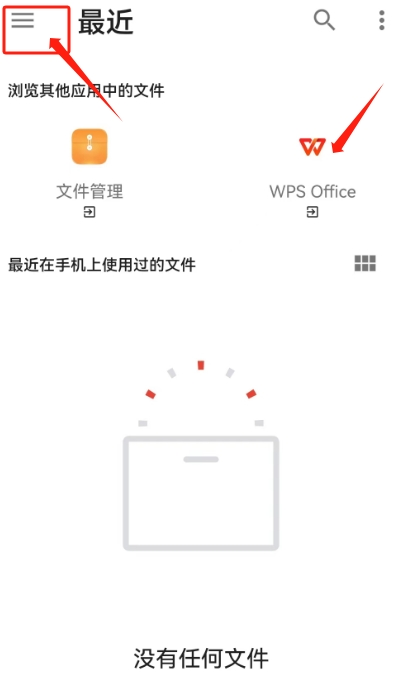 最近
浏览其他应用中的文件
文件管理
WPS Office
最近在手机上使用过的文件
没有任何文件